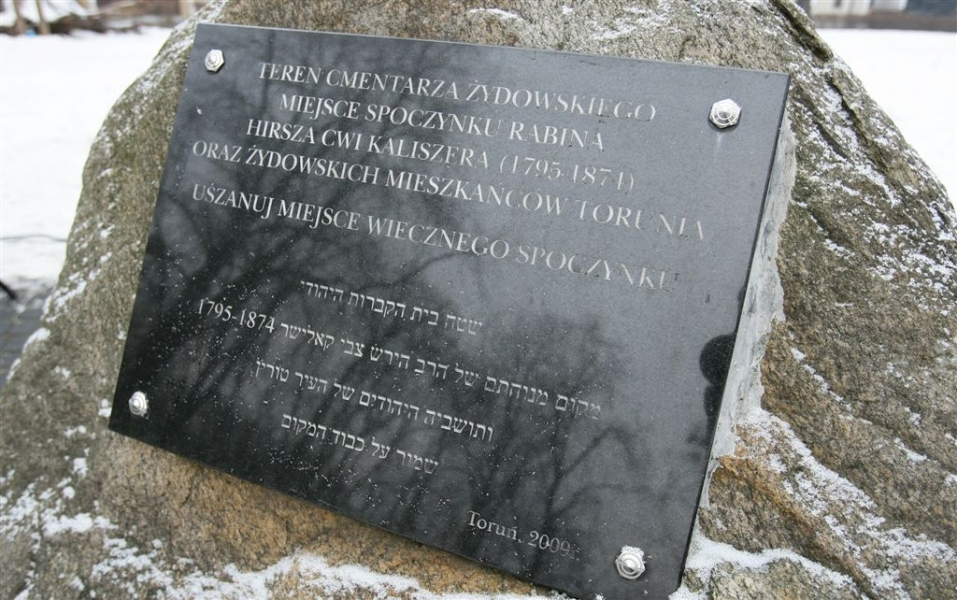 TEREN CMENTARZA ŻYDOWSKIEGO
MIEJSCE SPOCZYNKU RABINA
HIRSZA CWI KALISZERA (1795-1874)
ORAZ ŻYDOWSKICH MIESZKAŃCÓW TORUNIA
USZANUJ MIEJSCE WIECZNEGO SPOCZYNKU
שטח בית הקברות היהודי
מקום מנוחתם של הרב הירש צבי קאלישר 1795-1874
ותושביה היהודים של העיר טורון
שמור על כבוד המקום
Toruń, 2009r.